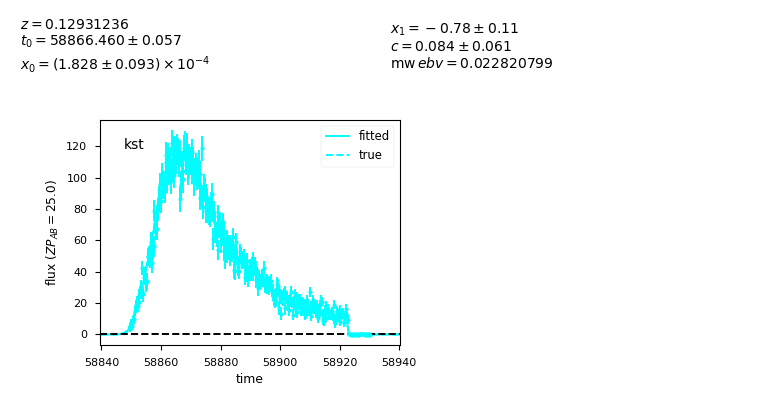 z = 0.12931236
t₀ = 58866.460 ± 0.057
x₀ = (1.828 ± 0.093) × 10⁻⁴
x₁ = −0.78 ± 0.11
c = 0.084 ± 0.061
mw ebv = 0.022820799
kst
fitted
true
flux (ZP_AB = 25.0)
120
100
80
60
40
20
0
58840 58860 58880 58900 58920 58940
time